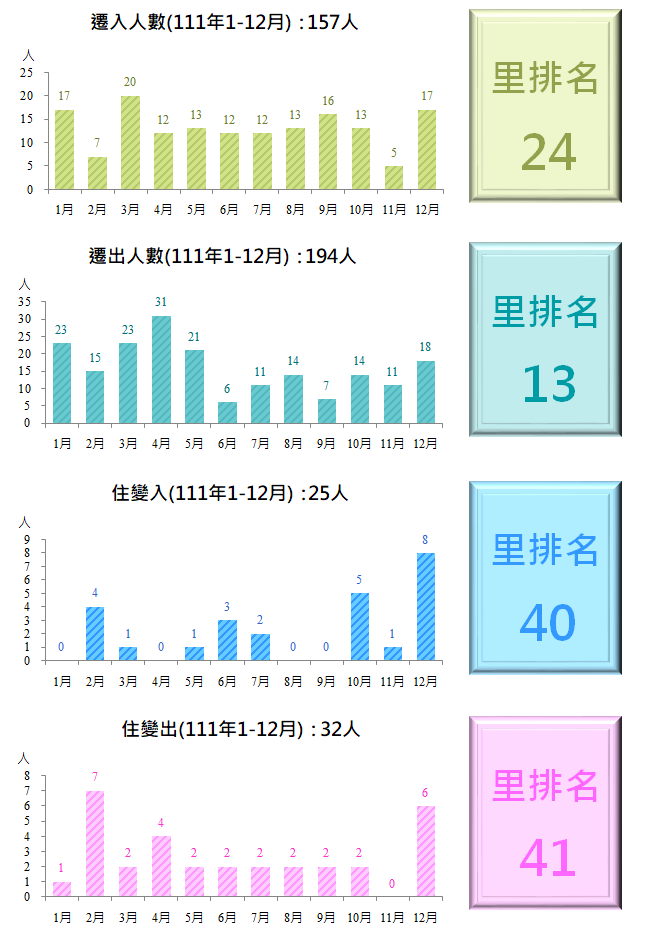 遷入人數(111年1-12月)：157人
人
25
20
15
10
5
0
17 7 20 12 13 12 12 13 16 13 5 17
1月 2月 3月 4月 5月 6月 7月 8月 9月 10月 11月 12月
里排名
24
遷出人數(111年1-12月)：194人
人
35
30
25
20
15
10
5
0
23 15 23 31 21 6 11 14 7 14 11 18
1月 2月 3月 4月 5月 6月 7月 8月 9月 10月 11月 12月
里排名
13
住變入(111年1-12月)：25人
人
9
8
7
6
5
4
3
2
1
0
0 4 1 0 1 3 2 0 0 5 1 8
1月 2月 3月 4月 5月 6月 7月 8月 9月 10月 11月 12月
里排名
40
住變出(111年1-12月)：32人
人
8
7
6
5
4
3
2
1
0
1 7 2 4 2 2 2 2 2 2 0 6
1月 2月 3月 4月 5月 6月 7月 8月 9月 10月 11月 12月
里排名
41